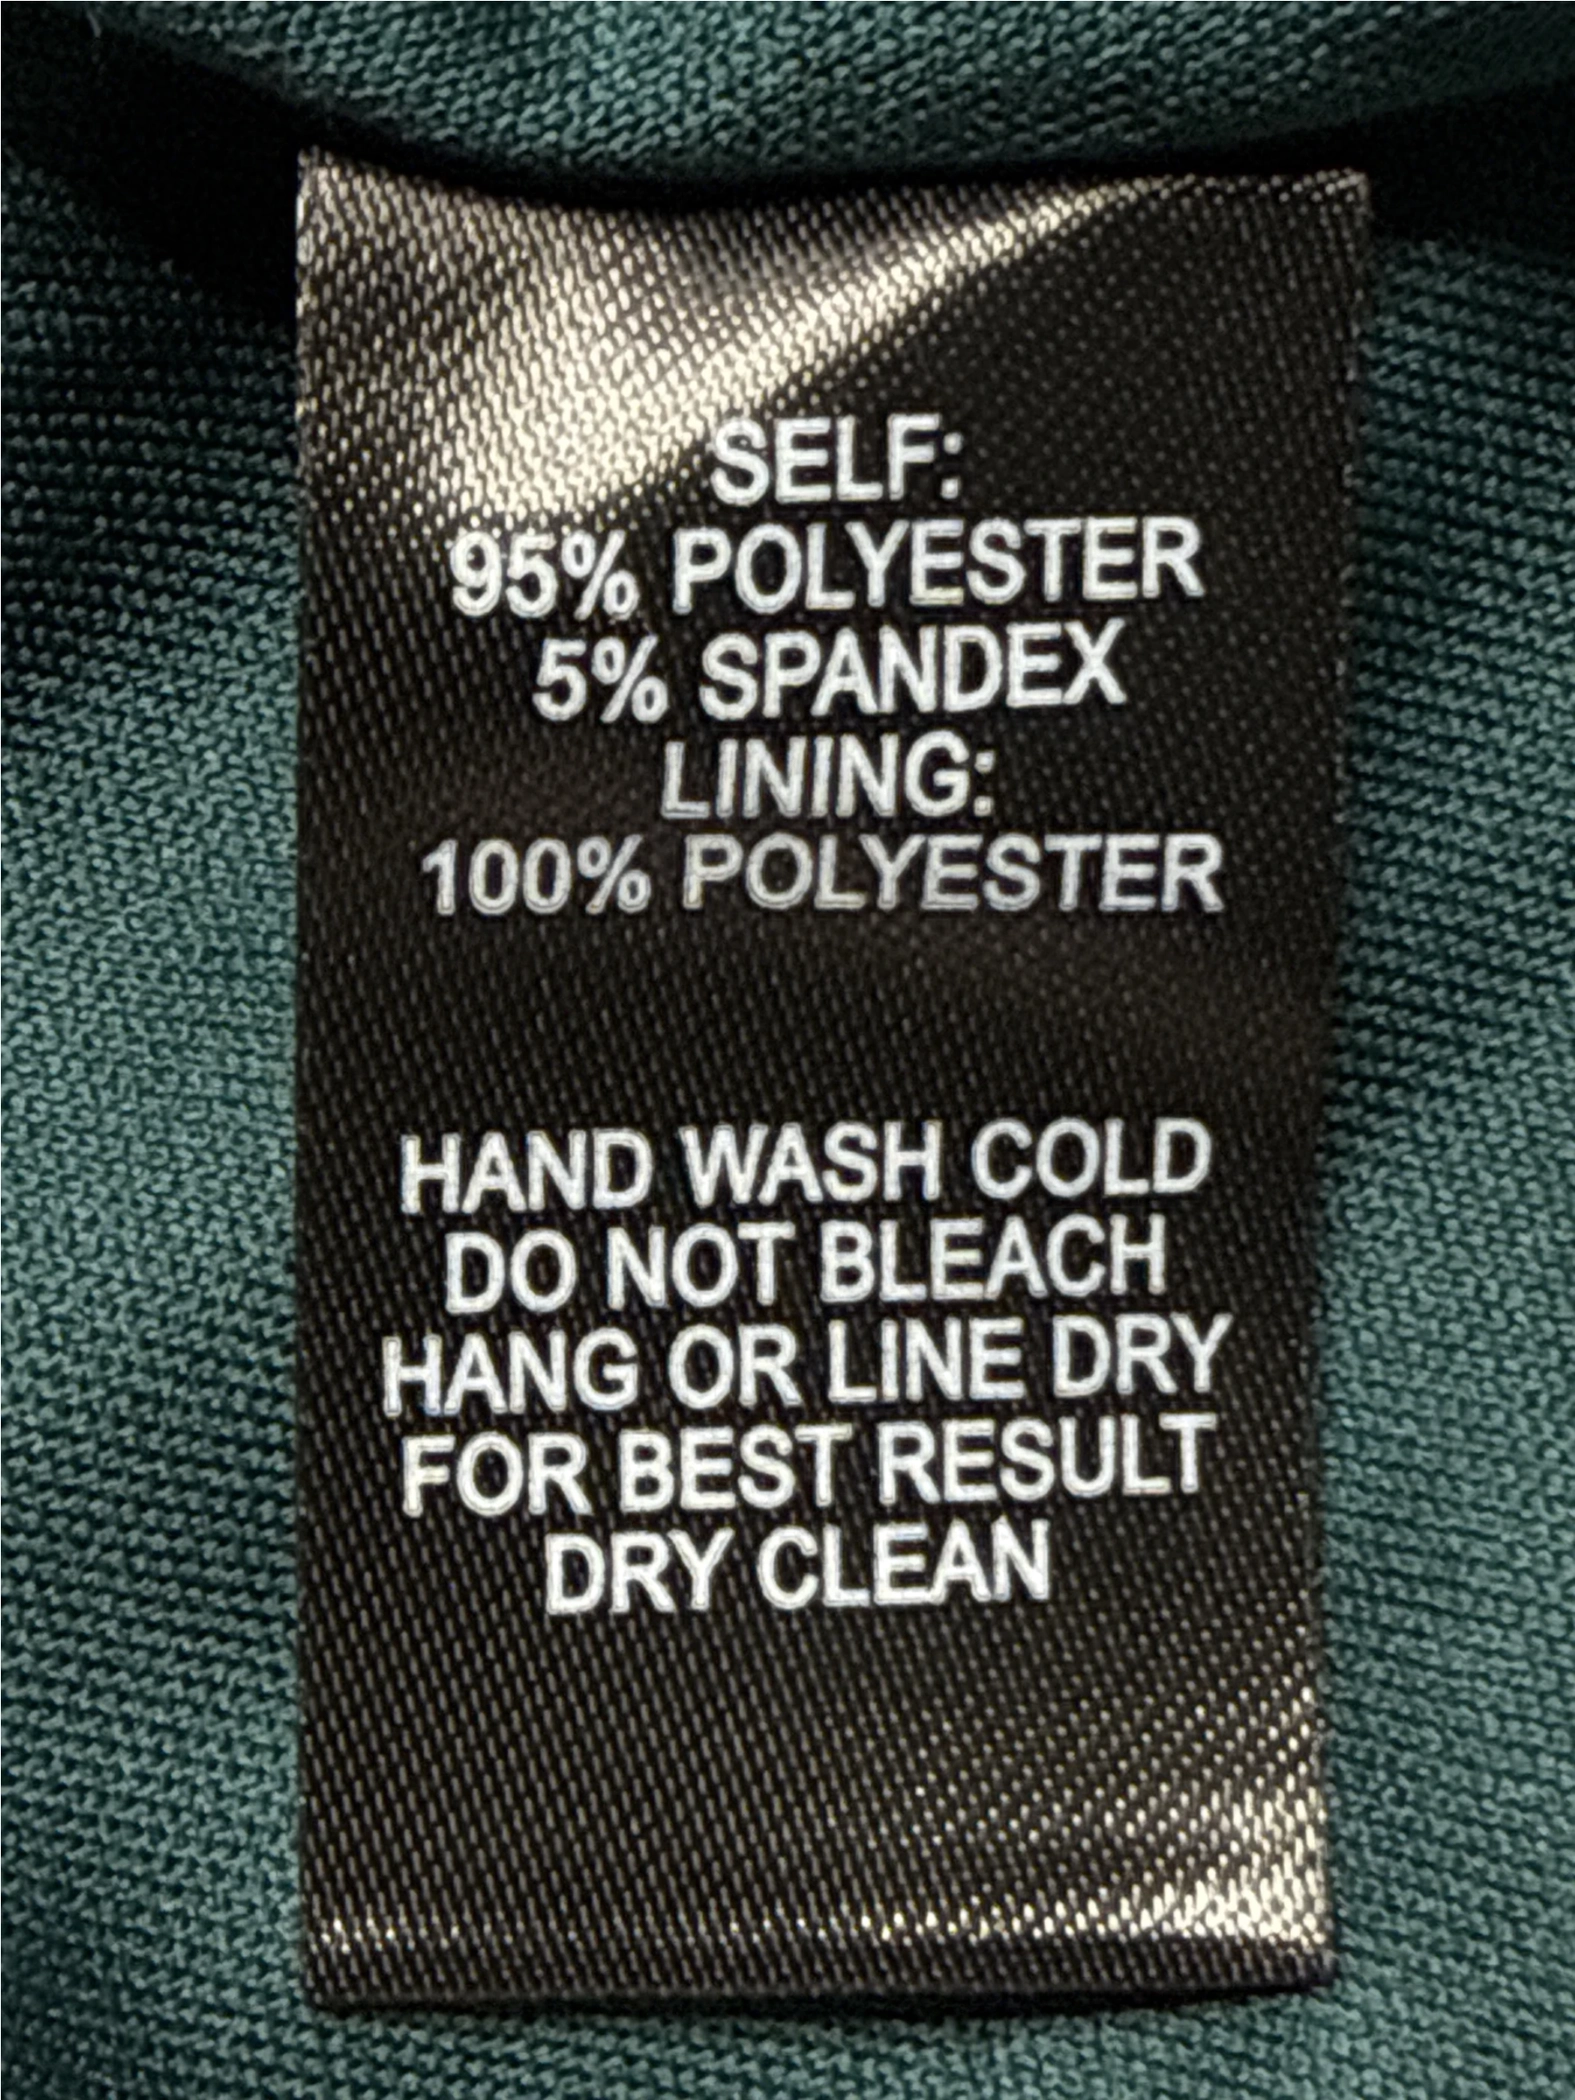 SELF:
95% POLYESTER
5% SPANDEX
LINING:
100% POLYESTER
HAND WASH COLD
DO NOT BLEACH
HANG OR LINE DRY
FOR BEST RESULT
DRY CLEAN